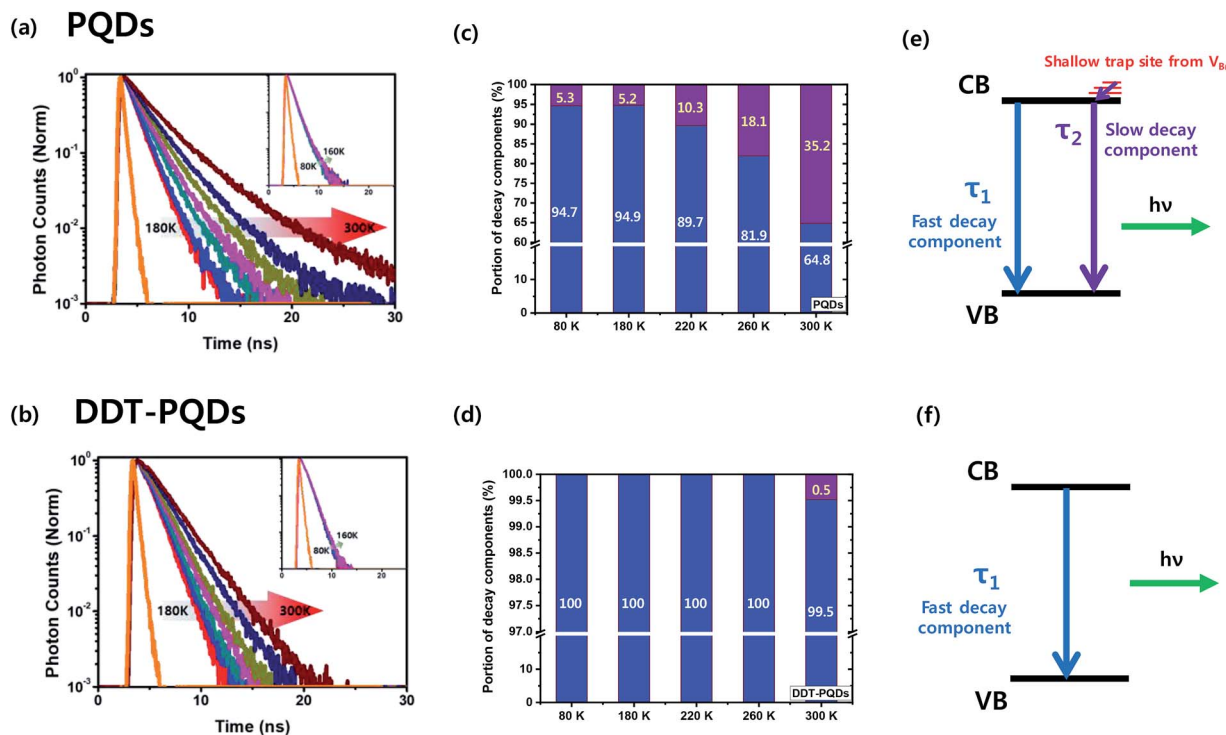 (a) PQDs
Photon Counts (Norm)
10⁰
10⁻¹
10⁻²
10⁻³
0 10 20 30
Time (ns)
180K 300K
80K 160K
0 10 20
(c)
Portion of decay components (%)
100
95
90
85
80
75
70
65
60
10
0
5.3 5.2 10.3 18.1 35.2
94.7 94.9 89.7 81.9 64.8
PQDs
80 K 180 K 220 K 260 K 300 K
(e)
Shallow trap site from
CB
τ₂ Slow decay
component
τ₁
Fast decay
component
hν
VB
(b) DDT-PQDs
Photon Counts (Norm)
10⁰
10⁻¹
10⁻²
10⁻³
0 10 20 30
Time (ns)
180K 300K
80K 160K
0 10 20
(d)
Portion of decay components (%)
100.0
99.5
99.0
98.5
98.0
97.5
97.0
10
0
0.5
100 100 100 100 99.5
DDT-PQDs
80 K 180 K 220 K 260 K 300 K
(f)
CB
τ₁
Fast decay
component
hν
VB